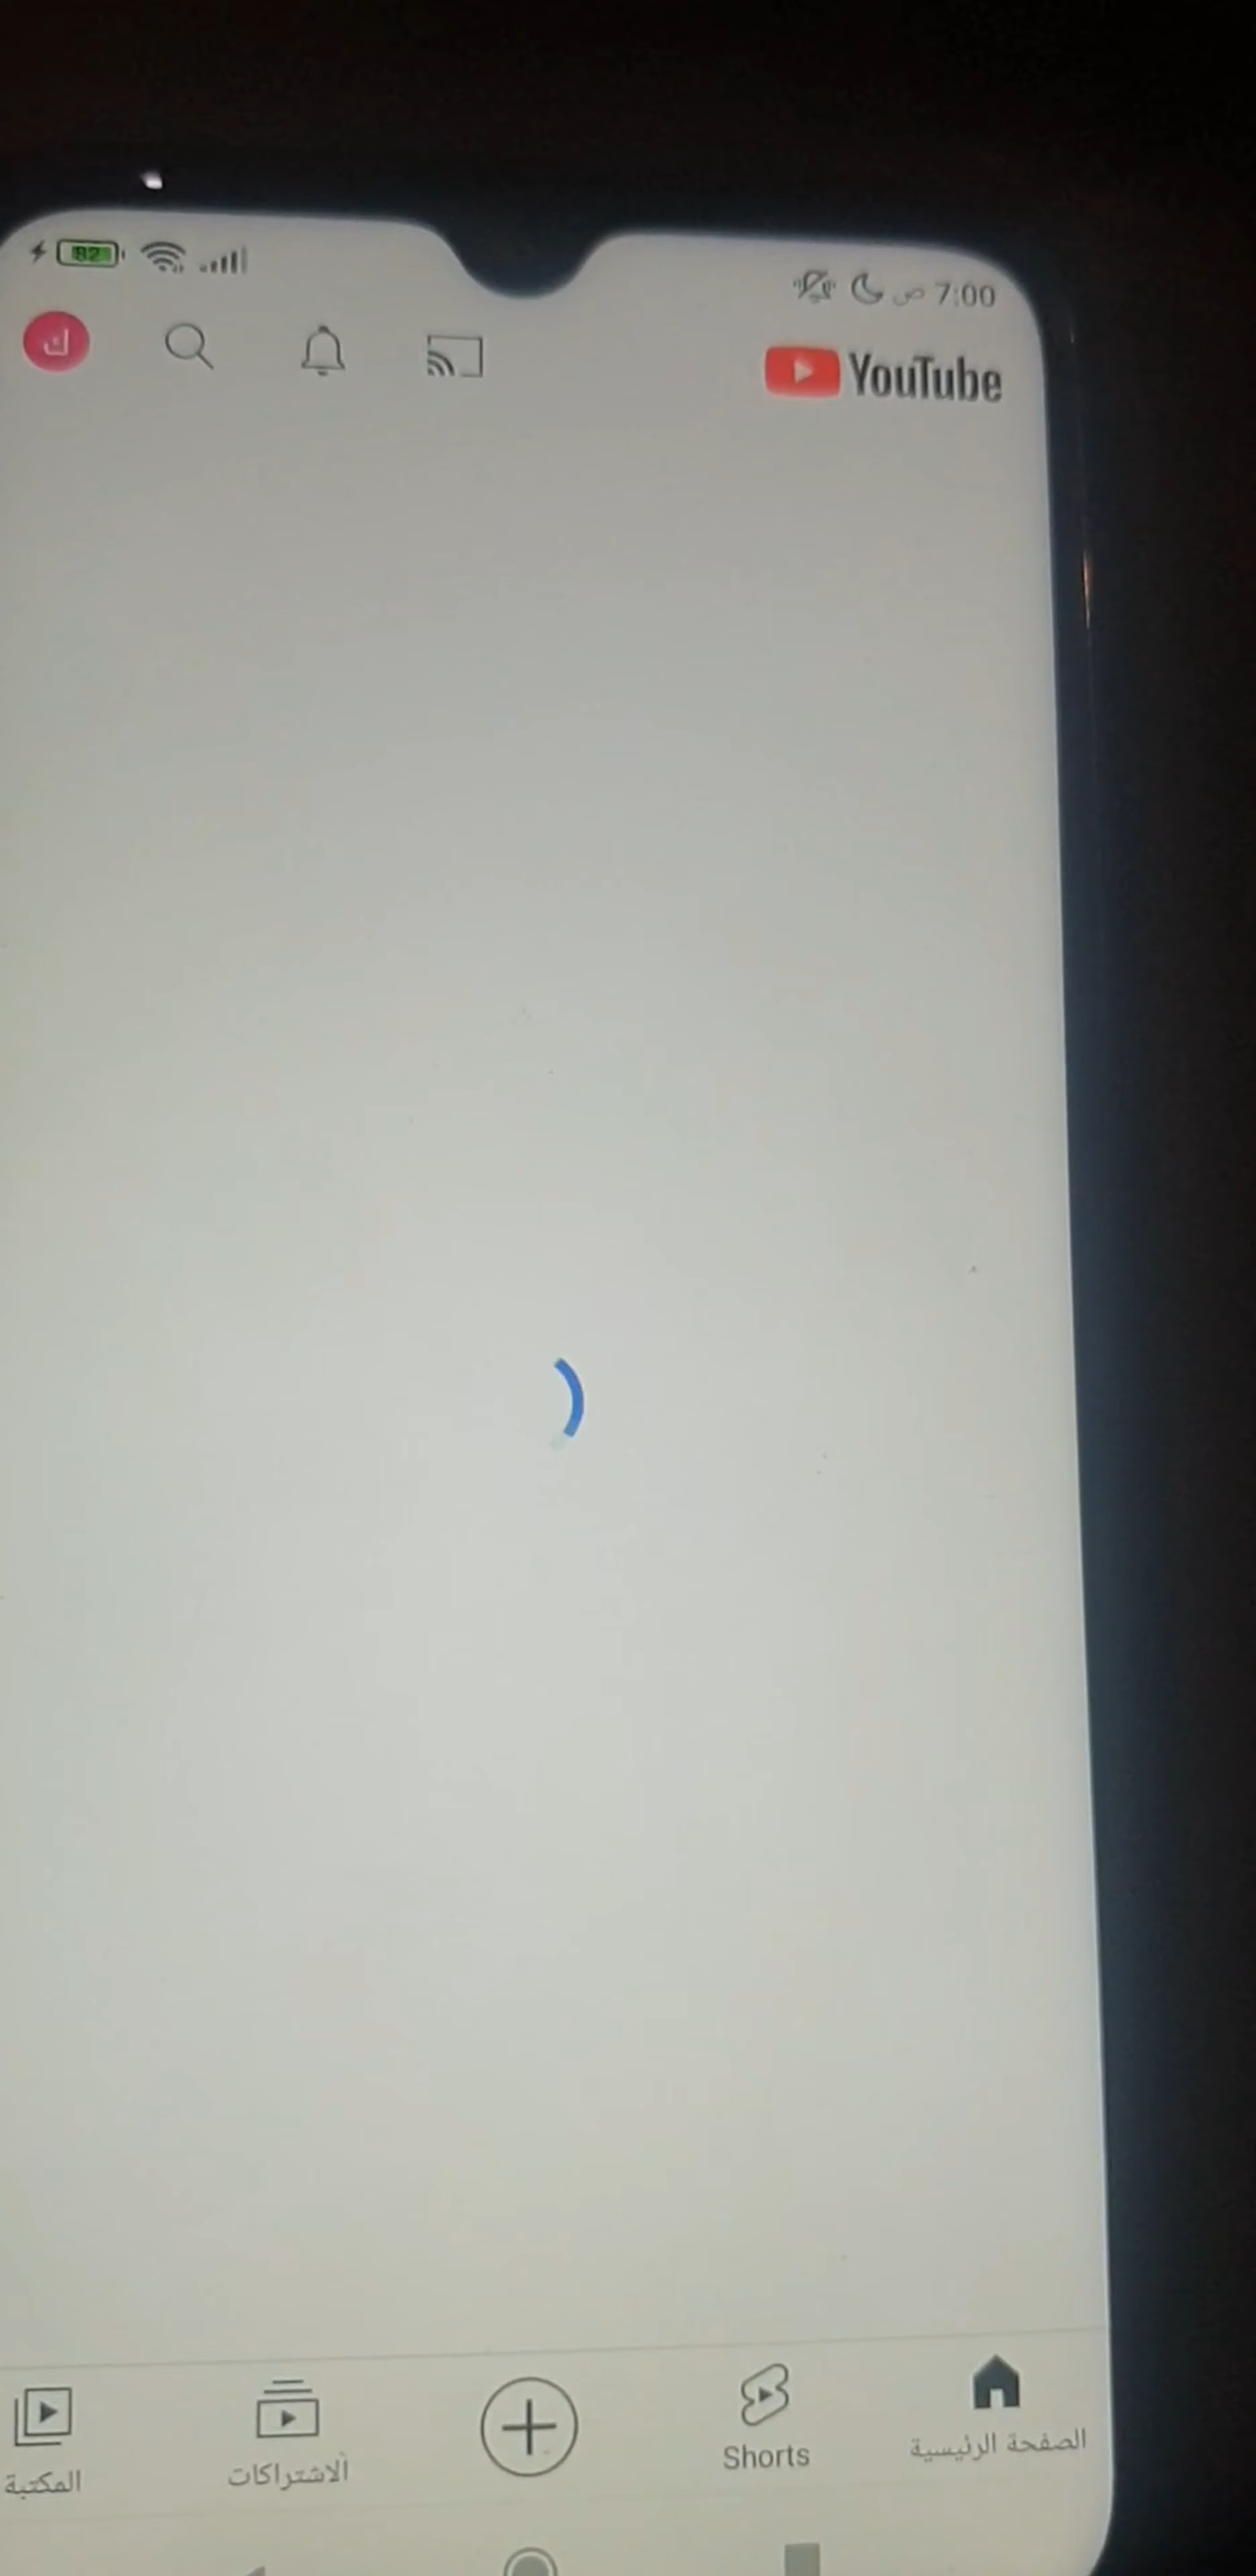 7:00 ص
82
YouTube
ك
الصفحة الرئيسية
Shorts
الاشتراكات
المكتبة